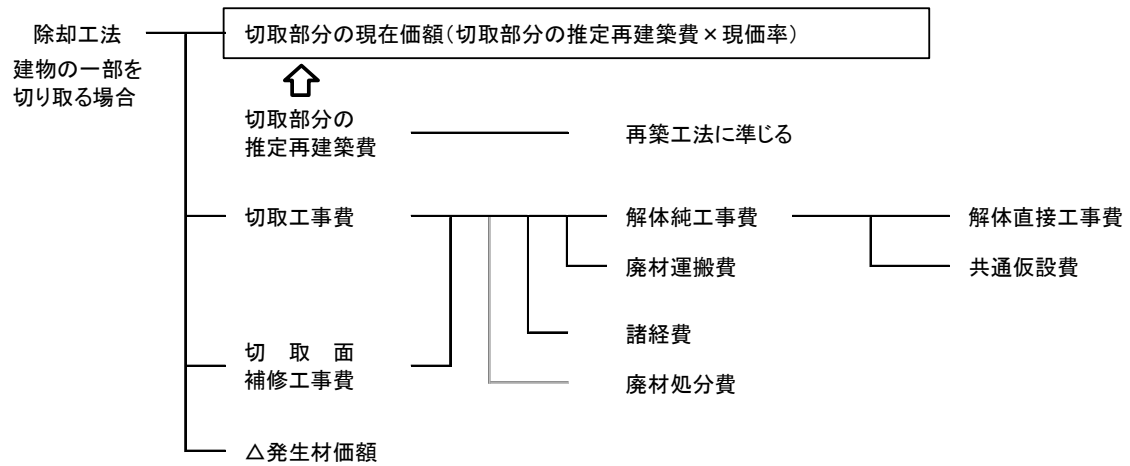 除却工法
建物の一部を
切り取る場合
切取部分の現在価額(切取部分の推定再建築費×現価率)
切取部分の
推定再建築費
再築工法に準じる
切取工事費
解体純工事費
解体直接工事費
廃材運搬費
共通仮設費
諸経費
切 取 面
補修工事費
廃材処分費
△発生材価額